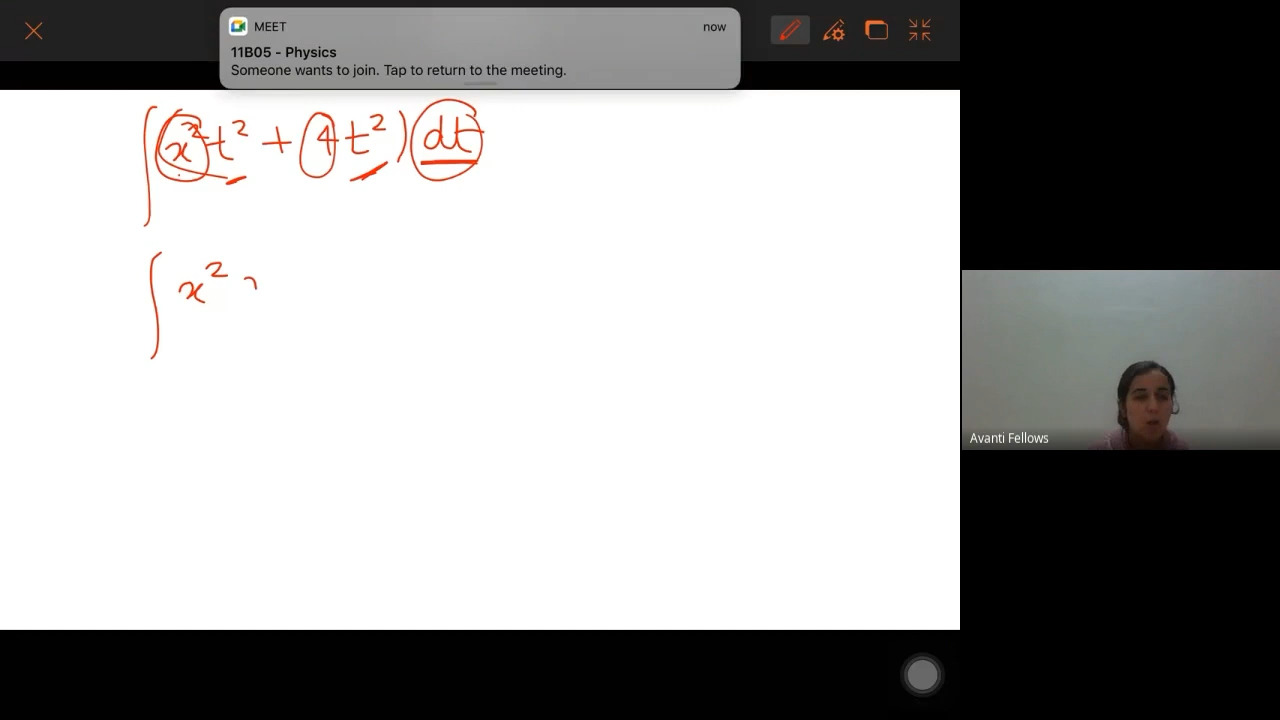 MEET
now
11B05 - Physics
Someone wants to join. Tap to return to the meeting.
∫(x²t² + 4t²)dt
∫x²
Avanti Fellows